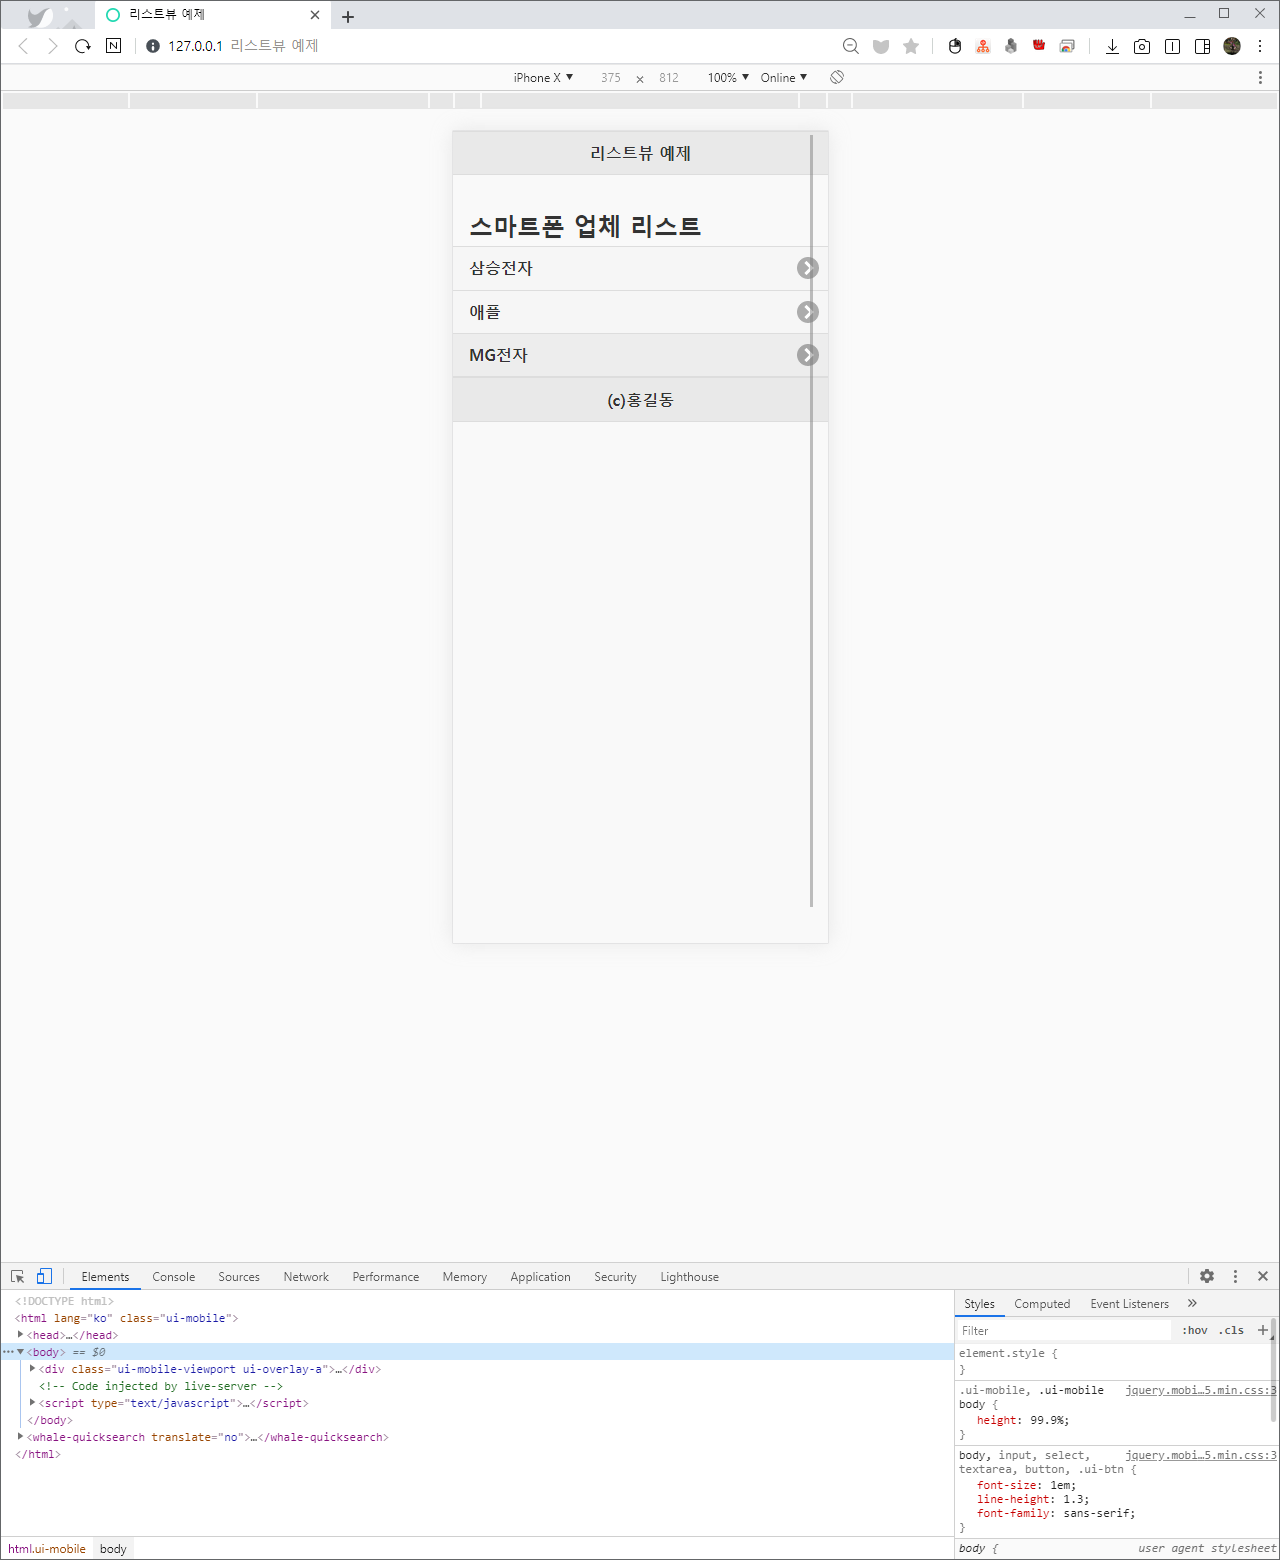 리스트뷰 예제
127.0.0.1 리스트뷰 예제
iPhone X ▼ 375 × 812 100% ▼ Online ▼
리스트뷰 예제
스마트폰 업체 리스트
삼승전자
애플
MG전자
(c)홍길동
Elements Console Sources Network Performance Memory Application Security Lighthouse
<!DOCTYPE html>
<html lang="ko" class="ui-mobile">
<head>…</head>
<body> == $0
<div class="ui-mobile-viewport ui-overlay-a">…</div>
<!-- Code injected by live-server -->
<script type="text/javascript">…</script>
</body>
<whale-quicksearch translate="no">…</whale-quicksearch>
</html>
html.ui-mobile body
Styles Computed Event Listeners »
Filter :hov .cls +
element.style {
}
.ui-mobile, .ui-mobile jquery.mobi…5.min.css:3
body {
height: 99.9%;
}
body, input, select, jquery.mobi…5.min.css:3
textarea, button, .ui-btn {
font-size: 1em;
line-height: 1.3;
font-family: sans-serif;
}
body { user agent stylesheet